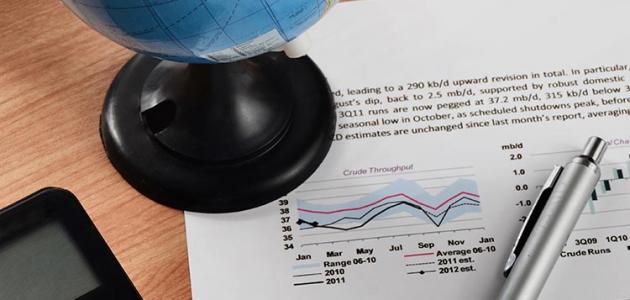 d, leading to a 290 kb/d upward revision in total. In particular,
gust's dip, back to 2.5 mb/d, supported by robust domestic
3Q11 runs are now pegged at 37.2 mb/d, 315 kb/d below 3
seasonal low in October, as scheduled shutdowns peak, before
D estimates are unchanged since last month's report, averaging
Crude Throughput
39
38
37
36
35
34
Jan Mar May Jul Sep Nov Jan
Range 06-10
Average 06-10
2010
2011 est.
2011
2012 est.
mb/d
2.0
1.0
0.0
-1.0
-2.0
3Q09 1Q10
Crude Runs